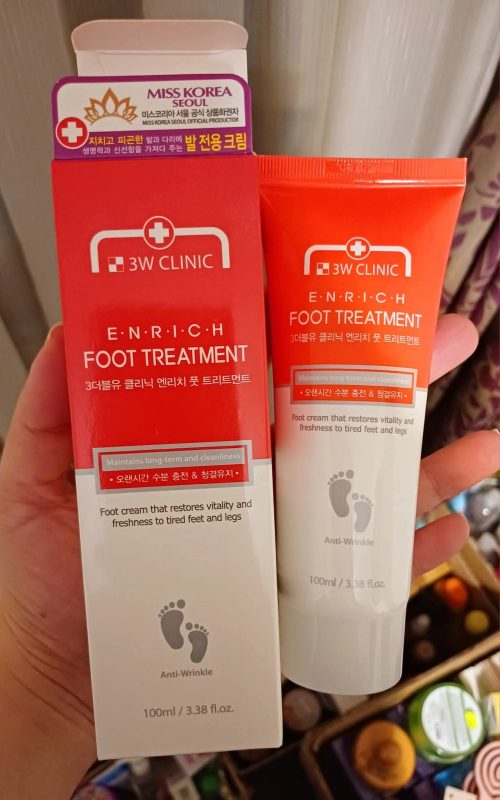 MISS KOREA
SEOUL
미스코리아 서울 공식 상품화권자
MISS KOREA SEOUL OFFICIAL PRODUCTOR
지치고 피곤한 발과 다리에
생명력과 신선함을 가져다 주는
발 전용 크림
3W CLINIC
E·N·R·I·C·H
FOOT TREATMENT
3더블유 클리닉 엔리치 풋 트리트먼트
Maintains long-term and cleanliness
• 오랜시간 수분 충전 & 청결유지 •
Foot cream that restores vitality and
freshness to tired feet and legs
Anti-Wrinkle
100ml / 3.38 fl.oz.
3W CLINIC
E·N·R·I·C·H
FOOT TREATMENT
3더블유 클리닉 엔리치 풋 트리트먼트
Maintains long-term and cleanliness
• 오랜시간 수분 충전 & 청결유지 •
Foot cream that restores vitality and
freshness to tired feet and legs
Anti-Wrinkle
100ml / 3.38 fl.oz.